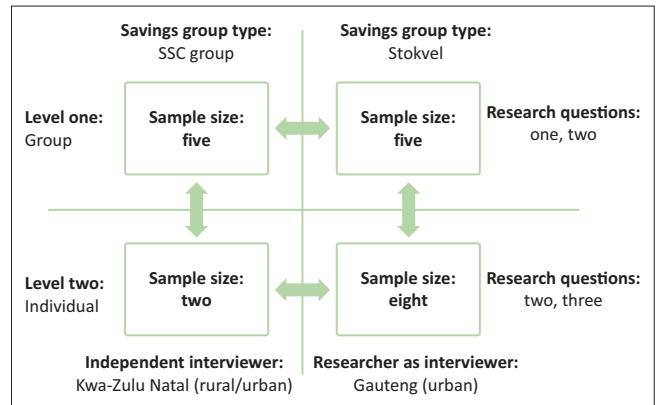 Savings group type:
SSC group
Savings group type:
Stokvel
Level one:
Group
Sample size:
five
Sample size:
five
Research questions:
one, two
Level two:
Individual
Sample size:
two
Sample size:
eight
Research questions:
two, three
Independent interviewer:
Kwa-Zulu Natal (rural/urban)
Researcher as interviewer:
Gauteng (urban)